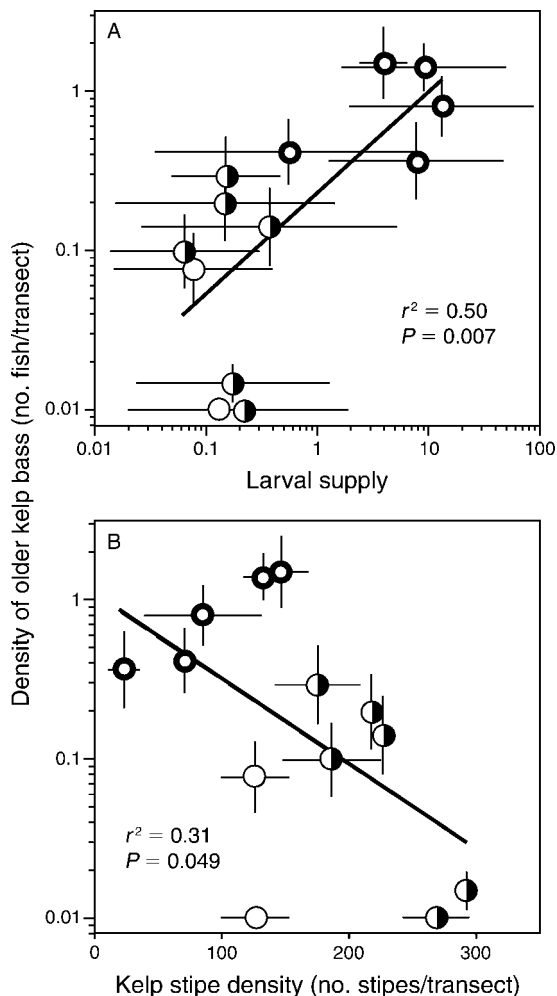 A
1
0.1
0.01
r² = 0.50
P = 0.007
0.01 0.1 1 10 100
Larval supply
Density of older kelp bass (no. fish/transect)
B
1
0.1
0.01
r² = 0.31
P = 0.049
0 100 200 300
Kelp stipe density (no. stipes/transect)